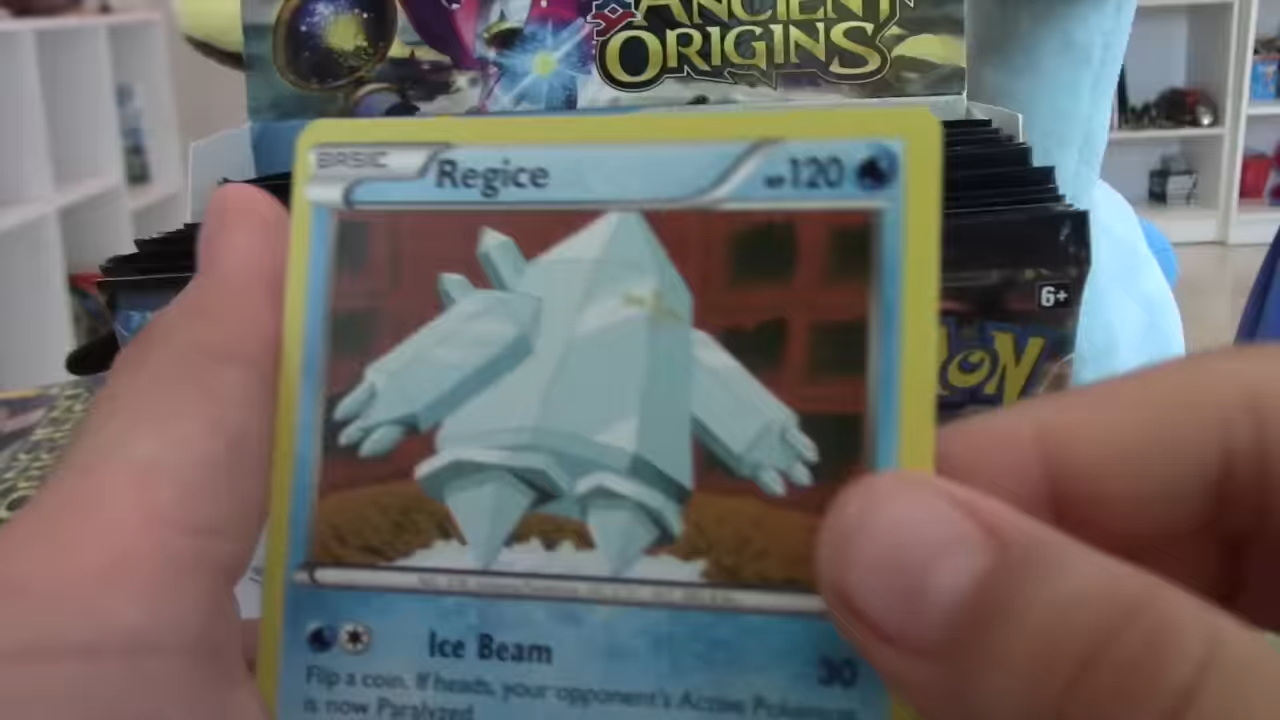 ANCIENT
ORIGINS
BASIC
Regice
HP120
6+
Ice Beam
30
Flip a coin. If heads, your opponent's Active Pokémon
is now Paralyzed.